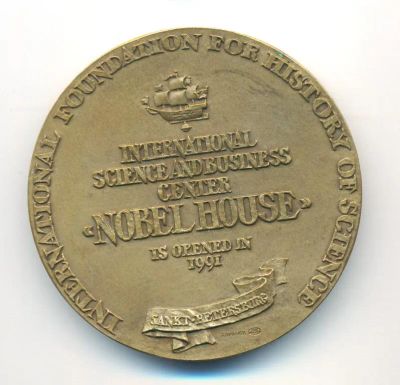 INTERNATIONAL FOUNDATION FOR HISTORY OF SCIENCE
INTERNATIONAL
SCIENCE AND BUSINESS
CENTER
«NOBEL HOUSE»
IS OPENED IN
1991
SANKT-PETERSBURG